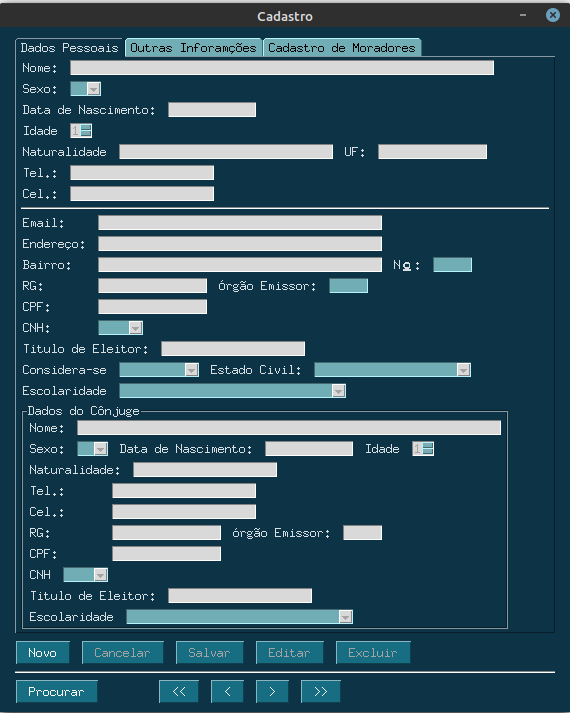 Cadastro
Dados Pessoais Outras Inforamções Cadastro de Moradores
Nome:
Sexo:
Data de Nascimento:
Idade 1
Naturalidade UF:
Tel.:
Cel.:
Email:
Endereço:
Bairro: Nº:
RG: órgão Emissor:
CPF:
CNH:
Titulo de Eleitor:
Considera-se Estado Civil:
Escolaridade
Dados do Cônjuge
Nome:
Sexo: Data de Nascimento: Idade 1
Naturalidade:
Tel.:
Cel.:
RG: órgão Emissor:
CPF:
CNH
Titulo de Eleitor:
Escolaridade
Novo Cancelar Salvar Editar Excluir
Procurar << < > >>